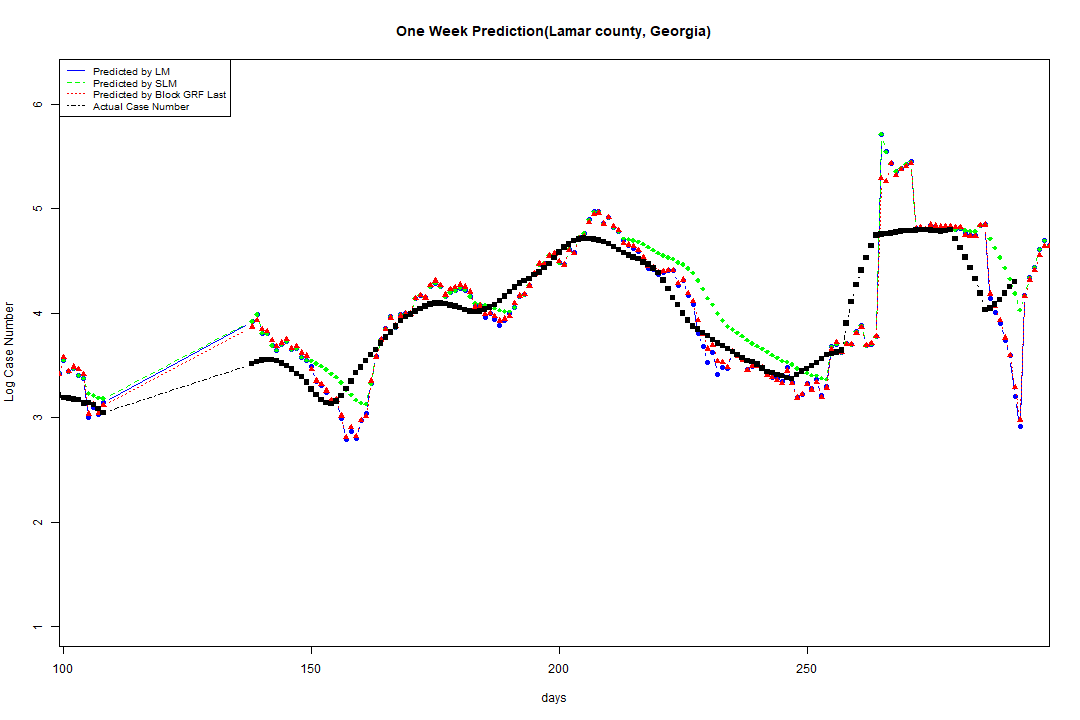 One Week Prediction(Lamar county, Georgia)
Predicted by LM
Predicted by SLM
Predicted by Block GRF Last
Actual Case Number
Log Case Number
6
5
4
3
2
1
100 150 200 250
days